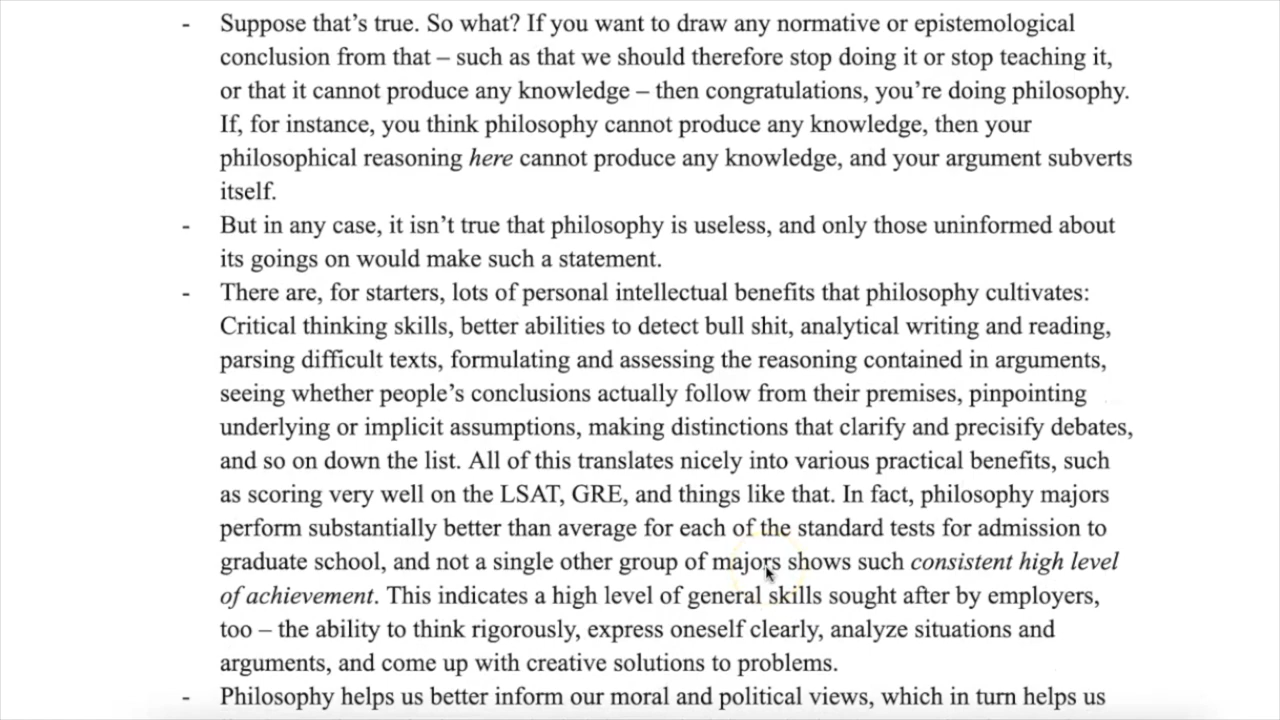 - Suppose that’s true. So what? If you want to draw any normative or epistemological
conclusion from that – such as that we should therefore stop doing it or stop teaching it,
or that it cannot produce any knowledge – then congratulations, you’re doing philosophy.
If, for instance, you think philosophy cannot produce any knowledge, then your
philosophical reasoning here cannot produce any knowledge, and your argument subverts
itself.
- But in any case, it isn’t true that philosophy is useless, and only those uninformed about
its goings on would make such a statement.
- There are, for starters, lots of personal intellectual benefits that philosophy cultivates:
Critical thinking skills, better abilities to detect bull shit, analytical writing and reading,
parsing difficult texts, formulating and assessing the reasoning contained in arguments,
seeing whether people’s conclusions actually follow from their premises, pinpointing
underlying or implicit assumptions, making distinctions that clarify and precisify debates,
and so on down the list. All of this translates nicely into various practical benefits, such
as scoring very well on the LSAT, GRE, and things like that. In fact, philosophy majors
perform substantially better than average for each of the standard tests for admission to
graduate school, and not a single other group of majors shows such consistent high level
of achievement. This indicates a high level of general skills sought after by employers,
too – the ability to think rigorously, express oneself clearly, analyze situations and
arguments, and come up with creative solutions to problems.
- Philosophy helps us better inform our moral and political views, which in turn helps us